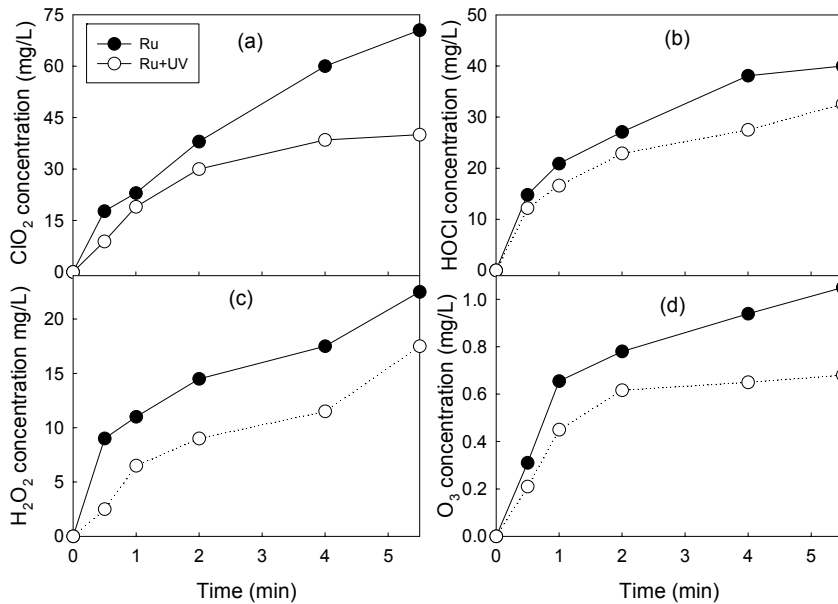 75
60
45
30
15
0
ClO₂ concentration (mg/L)
(a)
Ru
Ru+UV
50
40
30
20
10
0
HOCl concentration (mg/L)
(b)
20
15
10
5
0
H₂O₂ concentration mg/L)
(c)
0 1 2 3 4 5
Time (min)
1.0
0.8
0.6
0.4
0.2
0.0
O₃ concentration (mg/L)
(d)
0 1 2 3 4 5
Time (min)